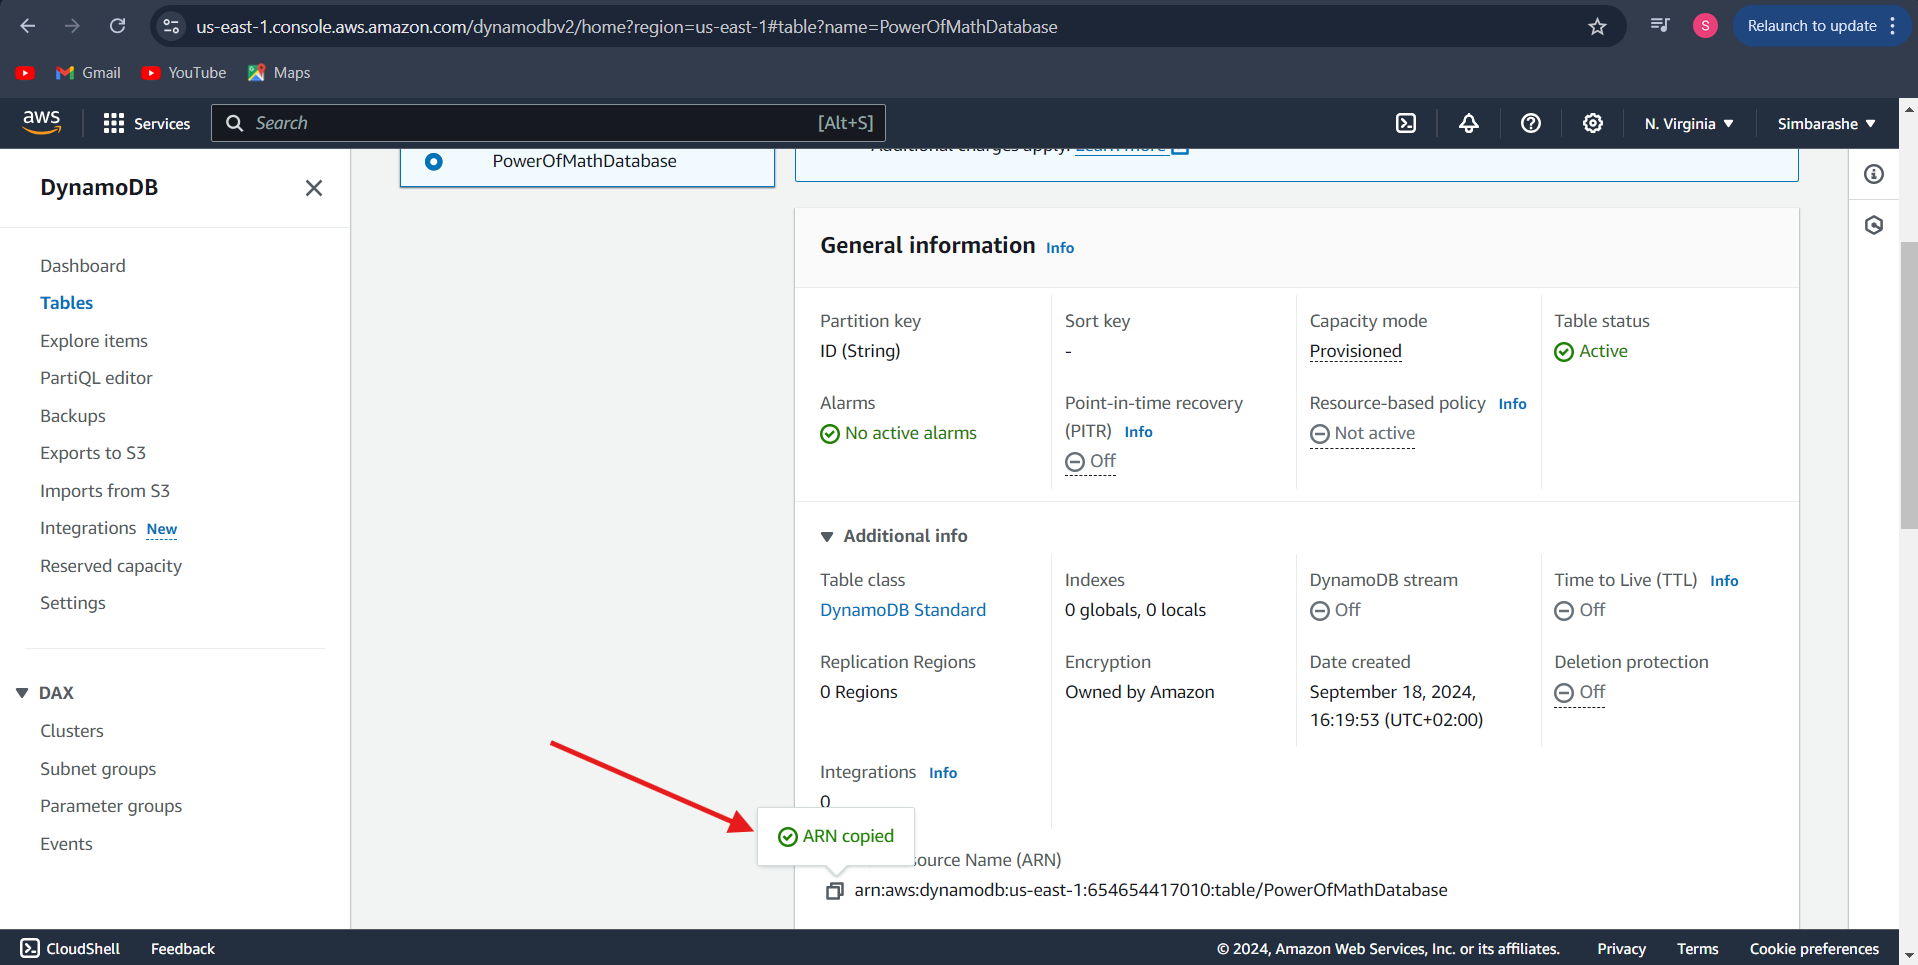 us-east-1.console.aws.amazon.com/dynamodbv2/home?region=us-east-1#table?name=PowerOfMathDatabase
S
Relaunch to update
Gmail
YouTube
Maps
aws
Services
Search
[Alt+S]
N. Virginia
Simbarashe
DynamoDB
Dashboard
Tables
Explore items
PartiQL editor
Backups
Exports to S3
Imports from S3
Integrations New
Reserved capacity
Settings
DAX
Clusters
Subnet groups
Parameter groups
Events
PowerOfMathDatabase
Additional charges apply. Learn more
General information Info
Partition key
ID (String)
Sort key
-
Capacity mode
Provisioned
Table status
Active
Alarms
No active alarms
Point-in-time recovery
(PITR) Info
Off
Resource-based policy Info
Not active
Additional info
Table class
DynamoDB Standard
Indexes
0 globals, 0 locals
DynamoDB stream
Off
Time to Live (TTL) Info
Off
Replication Regions
0 Regions
Encryption
Owned by Amazon
Date created
September 18, 2024,
16:19:53 (UTC+02:00)
Deletion protection
Off
Integrations Info
0
ARN copied
source Name (ARN)
arn:aws:dynamodb:us-east-1:654654417010:table/PowerOfMathDatabase
CloudShell
Feedback
© 2024, Amazon Web Services, Inc. or its affiliates.
Privacy
Terms
Cookie preferences